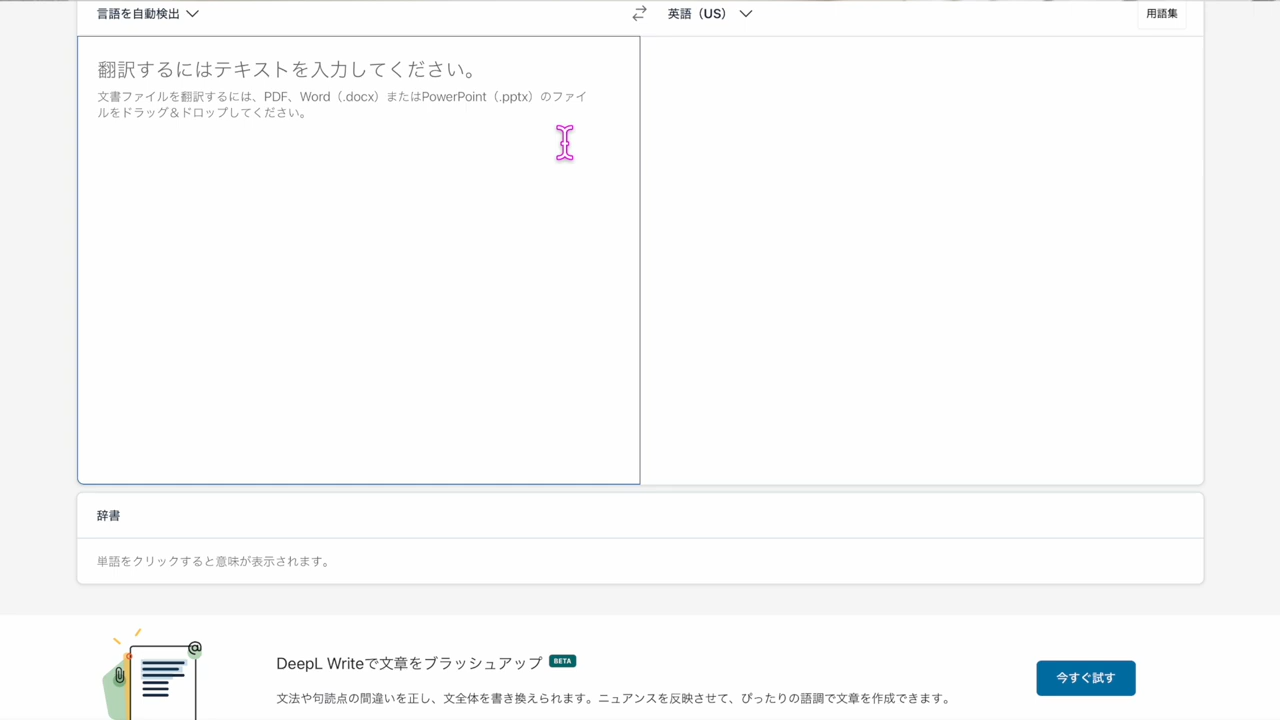 言語を自動検出
英語（US）
用語集
翻訳するにはテキストを入力してください。
文書ファイルを翻訳するには、PDF、Word（.docx）またはPowerPoint（.pptx）のファイ
ルをドラッグ＆ドロップしてください。
辞書
単語をクリックすると意味が表示されます。
@
DeepL Writeで文章をブラッシュアップ BETA
文法や句読点の間違いを正し、文全体を書き換えられます。ニュアンスを反映させて、ぴったりの語調で文章を作成できます。
今すぐ試す